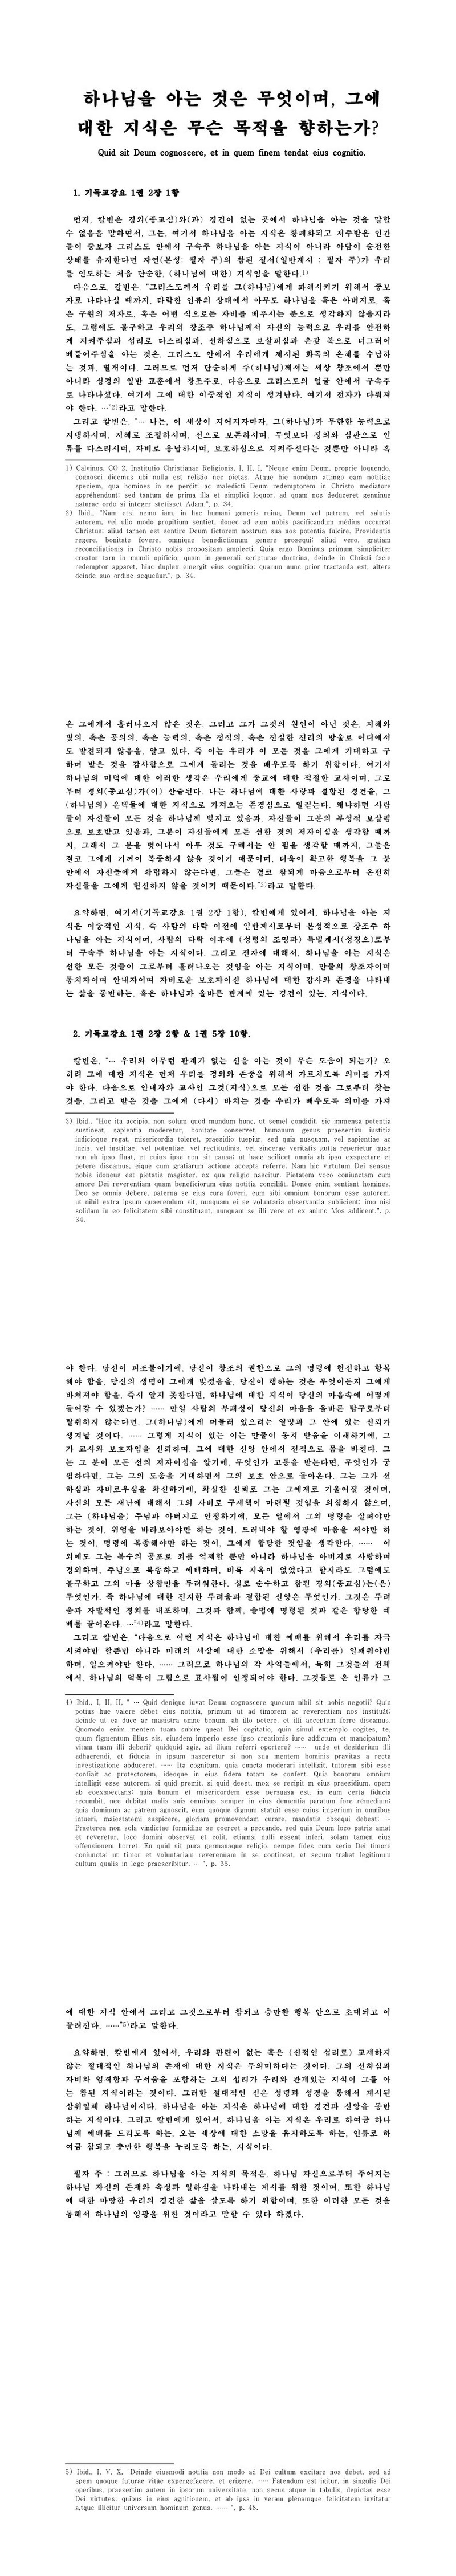 하나님을 아는 것은 무엇이며, 그에
대한 지식은 무슨 목적을 향하는가?
Quid sit Deum cognoscere, et in quem finem tendat eius cognitio.
1. 기독교강요 1권 2장 1항
먼저, 칼빈은 경외(종교심)와(과) 경건이 없는 곳에서 하나님을 아는 것을 말할
수 없음을 말하면서, 그는, 여기서 하나님을 아는 지식은 황폐화되고 저주받은 인간
들이 중보자 그리스도 안에서 구속주 하나님을 아는 지식이 아니라 아담이 순전한
상태를 유지한다면 자연(본성; 필자 주)의 참된 질서(일반계시 ; 필자 주)가 우리
를 인도하는 처음 단순한, (하나님에 대한) 지식임을 말한다.1)
다음으로, 칼빈은, "그리스도께서 우리를 그(하나님)에게 화해시키기 위해서 중보
자로 나타나실 때까지, 타락한 인류의 상태에서 아무도 하나님을 혹은 아버지로, 혹
은 구원의 저자로, 혹은 어떤 식으로든 자비를 베푸시는 분으로 생각하지 않을지라
도, 그럼에도 불구하고 우리의 창조주 하나님께서 자신의 능력으로 우리를 안전하
게 지켜주심과 섭리로 다스리심과, 선하심으로 보살피심과 온갖 복으로 너그러이
베풀어주심을 아는 것은, 그리스도 안에서 우리에게 제시된 화목의 은혜를 수납하
는 것과, 별개이다. 그러므로 먼저 단순하게 주(하나님)께서는 세상 창조에서 뿐만
아니라 성경의 일반 교훈에서 창조주로, 다음으로 그리스도의 얼굴 안에서 구속주
로 나타나셨다. 여기서 그에 대한 이중적인 지식이 생겨난다. 여기서 전자가 다뤄져
야 한다. …"2)라고 말한다.
그리고 칼빈은, "… 나는, 이 세상이 지어지자마자, 그(하나님)가 무한한 능력으로
지탱하시며, 지혜로 조절하시며, 선으로 보존하시며, 무엇보다 정의와 심판으로 인
류를 다스리시며, 자비로 용납하시며, 보호하심으로 지켜주신다는 것뿐만 아니라 혹
1) Calvinus, CO 2, Institutio Christianae Religionis, I, II, I. "Neque enim Deum, proprie loquendo,
cognosci dicemus ubi nulla est religio nec pietas. Atque hic nondum attingo eam notitiae
speciem, qua homines in se perditi ac maledicti Deum redemptorem in Christo mediatore
apprehendunt; sed tantum de prima illa et simplici loquor, ad quam nos deduceret genuinus
naturae ordo si integer stetisset Adam.", p. 34.
2) Ibid., "Nam etsi nemo iam, in hac humani generis ruina, Deum vel patrem, vel salutis
autorem, vel ullo modo propitium sentiet, donec ad eum nobis pacificandum medius occurrat
Christus; aliud tamen est sentire Deum fictorem nostrum sua nos potentia fulcire, Providentia
regere, bonitate fovere, omnique benedictionum genere prosequi; aliud vero, gratiam
reconciliationis in Christo nobis propositam amplecti. Quia ergo Dominus primum simpliciter
creator tam in mundi opificio, quam in generali scripturae doctrina, deinde in Christi facie
redemptor apparet, hinc duplex emergit eius cognitio; quarum nunc prior tractanda est, altera
deinde suo ordine sequetur.", p. 34.
은 그에게서 흘러나오지 않은 것은, 그리고 그가 그것의 원인이 아닌 것은, 지혜와
빛의, 혹은 공의의, 혹은 능력의, 혹은 정직의, 혹은 진실한 진리의 방울로 어디에서
도 발견되지 않음을, 알고 있다. 즉 이는 우리가 이 모든 것을 그에게 기대하고 구
하며 받은 것을 감사함으로 그에게 돌리는 것을 배우도록 하기 위함이다. 여기서
하나님의 미덕에 대한 이러한 생각은 우리에게 종교에 대한 적절한 교사이며, 그로
부터 경외(종교심)가(이) 산출된다. 나는 하나님에 대한 사랑과 결합된 경건을, 그
(하나님의) 은택들에 대한 지식으로 가져오는 존경심으로 일컫는다. 왜냐하면 사람
들이 자신들이 모든 것을 하나님께 빚지고 있음과, 자신들이 그분의 부성적 보살핌
으로 보호받고 있음과, 그분이 자신들에게 모든 선한 것의 저자이심을 생각할 때까
지, 그래서 그 분을 벗어나서 아무 것도 구해서는 안 됨을 생각할 때까지, 그들은
결코 그에게 기꺼이 복종하지 않을 것이기 때문이며, 더욱이 확고한 행복을 그 분
안에서 자신들에게 확립하지 않는다면, 그들은 결코 참되게 마음으로부터 온전히
자신들을 그에게 헌신하지 않을 것이기 때문이다."3)라고 말한다.
요약하면, 여기서(기독교강요 1권 2장 1항), 칼빈에게 있어서, 하나님을 아는 지
식은 이중적인 지식, 즉 사람의 타락 이전에 일반계시로부터 본성적으로 창조주 하
나님을 아는 지식이며, 사람의 타락 이후에 (성령의 조명과) 특별계시(성경으)로부
터 구속주 하나님을 아는 지식이다. 그리고 전자에 대해서, 하나님을 아는 지식은
선한 모든 것들이 그로부터 흘러나오는 것임을 아는 지식이며, 만물의 창조자이며
통치자이며 안내자이며 자비로운 보호자이신 하나님에 대한 감사와 존경을 나타내
는 삶을 동반하는, 혹은 하나님과 올바른 관계에 있는 경건이 있는, 지식이다.
2. 기독교강요 1권 2장 2항 & 1권 5장 10항.
칼빈은, "… 우리와 아무런 관계가 없는 신을 아는 것이 무슨 도움이 되는가? 오
히려 그에 대한 지식은 먼저 우리를 경외와 존중을 위해서 가르치도록 의미를 가져
야 한다. 다음으로 안내자와 교사인 그것(지식)으로 모든 선한 것을 그로부터 찾는
것을, 그리고 받은 것을 그에게 (다시) 바치는 것을 우리가 배우도록 의미를 가져
3) Ibid., "Hoc ita accipio, non solum quod mundum hunc, ut semel condidit, sic immensa potentia
sustineat, sapientia moderetur, bonitate conservet, humanum genus praesertim iustitia
iudicioque regat, misericordia toleret, praesidio tueatur, sed quia nusquam, vel sapientiae ac
lucis, vel iustitiae, vel potentiae, vel rectitudinis, vel sincerae veritatis gutta reperietur quae
non ab ipso fluat, et cuius ipse non sit causa; ut haec scilicet omnia ab ipso exspectare et
petere discamus, eique cum gratiarum actione accepta referre. Nam hic virtutum Dei sensus
nobis idoneus est pietatis magister, ex qua religio nascitur. Pietatem voco coniunctam cum
amore Dei reverentiam quam beneficiorum eius notitia conciliat. Donec enim sentiant homines,
Deo se omnia debere, paterna se eius cura foveri, eum sibi omnium bonorum esse autorem,
ut nihil extra ipsum quaerendum sit, nunquam ei se voluntaria observantia subiicient; imo nisi
solidam in eo felicitatem sibi constituant, nunquam se illi vere et ex animo Mos addicent.", p.
34.
야 한다. 당신이 피조물이기에, 당신이 창조의 권한으로 그의 명령에 헌신하고 항복
해야 함을, 당신의 생명이 그에게 빚졌음을, 당신이 행하는 것은 무엇이든지 그에게
바쳐져야 함을, 즉시 알지 못한다면, 하나님에 대한 지식이 당신의 마음속에 어떻게
들어갈 수 있겠는가? …… 만일 사람의 부패성이 당신의 마음을 올바른 탐구로부터
탈취하지 않는다면, 그(하나님)에게 머물러 있으려는 열망과 그 안에 있는 신뢰가
생겨날 것이다. …… 그렇게 지식이 있는 이는 만물이 통치 받음을 이해하기에, 그
가 교사와 보호자임을 신뢰하며, 그에 대한 신앙 안에서 전적으로 몸을 바친다. 그
는 그 분이 모든 선의 저자이심을 알기에, 무엇인가 고통을 받는다면, 무엇인가 궁
핍하다면, 그는 그의 도움을 기대하면서 그의 보호 안으로 돌아온다. 그는 그가 선
하심과 자비로우심을 확신하기에, 확실한 신뢰로 그는 그에게로 기울어질 것이며,
자신의 모든 재난에 대해서 그의 자비로 구제책이 마련될 것임을 의심하지 않으며,
그는 (하나님을) 주님과 아버지로 인정하기에, 모든 일에서 그의 명령을 살펴야만
하는 것이, 위엄을 바라보아야만 하는 것이, 드러내야 할 영광에 마음을 써야만 하
는 것이, 명령에 복종해야만 하는 것이, 그에게 합당한 것임을 생각한다. …… 이
외에도 그는 복수의 공포로 죄를 억제할 뿐만 아니라 하나님을 아버지로 사랑하며
경외하며, 주님으로 복종하고 예배하며, 비록 지옥이 없었다고 할지라도 그럼에도
불구하고 그의 마음 상함만을 두려워한다. 실로 순수하고 참된 경외(종교심)는(은)
무엇인가, 즉 하나님에 대한 진지한 두려움과 결합된 신앙은 무엇인가, 그것은 두려
움과 자발적인 경외를 내포하며, 그것과 함께, 율법에 명령된 것과 같은 합당한 예
배를 끌어온다. …"4)라고 말한다.
그리고 칼빈은, "다음으로 이런 지식은 하나님에 대한 예배를 위해서 우리를 자극
시켜야만 할뿐만 아니라 미래의 세상에 대한 소망을 위해서 (우리를) 일깨워야만
하며, 일으켜야만 한다. …… 그러므로 하나님의 각 사역들에서, 특히 그것들의 전체
에서, 하나님의 덕목이 그림으로 묘사됨이 인정되어야 한다. 그것들로 온 인류가 그
4) Ibid., I, II, II, " … Quid denique iuvat Deum cognoscere quocum nihil sit nobis negotii? Quin
potius huc valere debet eius notitia, primum ut ad timorem ac reverentiam nos instituat;
deinde ut ea duce ac magistra omne bonum, ab illo petere, et illi acceptum ferre discamus.
Quomodo enim mentem tuam subire queat Dei cogitatio, quin simul extemplo cogites, te,
quum figmentum illius sis, eiusdem imperio esse ipso creationis iure addictum et mancipatum?
vitam tuam illi deberi? quidquid agis, ad illum referri oportere? …… unde et desiderium illi
adhaerendi, et fiducia in ipsum nasceretur si non sua mentem hominis pravitas a recta
investigatione abduceret. …… Ita cognitum, quia cuncta moderari intelligit, tutorem sibi esse
confidit ac protectorem, ideoque in eius fidem totam se confert. Quia bonorum omnium
intelligit esse autorem, si quid premit, si quid deest, mox se recipit in eius praesidium, opem
ab eo exspectans; quia bonum et misericordem esse persuasa est, in eum certa fiducia
recumbit, nec dubitat malis suis omnibus semper in eius dementia paratum fore remedium;
quia dominum ac patrem agnoscit, eum quoque dignum statuit esse cuius imperium in omnibus
intueri, maiestatemi suspicere, gloriam promovendam curare, mandatis obsequi debeat; …
Praeterea non sola vindictae formidine se coercet a peccando, sed quia Deum loco patris amat
et reveretur, loco domini observat et colit, etiamsi nulli essent inferi, solam tamen eius
offensionem horret. En quid sit pura germanaque religio, nempe fides cum serio Dei timore
coniuncta; ut timor et voluntariam reverentiam in se contineat, et secum trahat legitimum
cultum qualis in lege praescribitur. … ", p. 35.
에 대한 지식 안에서 그리고 그것으로부터 참되고 충만한 행복 안으로 초대되고 이
끌려진다. ……"5)라고 말한다.
요약하면, 칼빈에게 있어서, 우리와 관련이 없는 혹은 (신적인 섭리로) 교제하지
않는 절대적인 하나님의 존재에 대한 지식은 무의미하다는 것이다. 그의 선하심과
자비와 엄격함과 무서움을 포함하는 그의 섭리가 우리와 관계있는 지식이 그를 아
는 참된 지식이라는 것이다. 그러한 절대적인 신은 성령과 성경을 통해서 계시된
삼위일체 하나님이시다. 하나님을 아는 지식은 하나님에 대한 경건과 신앙을 동반
하는 지식이다. 그리고 칼빈에게 있어서, 하나님을 아는 지식은 우리로 하여금 하나
님께 예배를 드리도록 하는, 오는 세상에 대한 소망을 유지하도록 하는, 인류로 하
여금 참되고 충만한 행복을 누리도록 하는, 지식이다.
필자 주 : 그러므로 하나님을 아는 지식의 목적은, 하나님 자신으로부터 주어지는
하나님 자신의 존재와 속성과 일하심을 나타내는 계시를 위한 것이며, 또한 하나님
에 대한 마땅한 우리의 경건한 삶을 살도록 하기 위함이며, 또한 이러한 모든 것을
통해서 하나님의 영광을 위한 것이라고 말할 수 있다 하겠다.
5) Ibid., I, V, X, "Deinde eiusmodi notitia non modo ad Dei cultum excitare nos debet, sed ad
spem quoque futurae vitae expergefacere, et erigere. …… Fatendum est igitur, in singulis Dei
operibus, praesertim autem in ipsorum universitate, non secus atque in tabulis, depictas esse
Dei virtutes; quibus in eius agnitionem, et ab ipsa in veram plenamque felicitatem invitatur
a,tque illicitur universum hominum genus. …… ", p. 48.